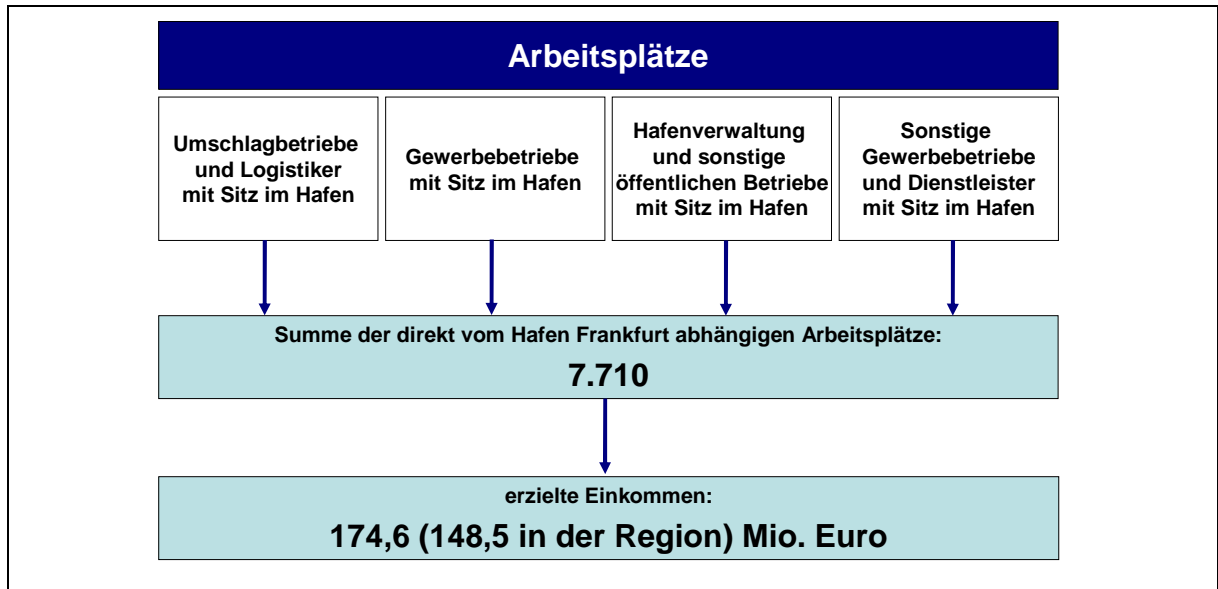 Arbeitsplätze
Umschlagbetriebe
und Logistiker
mit Sitz im Hafen
Gewerbebetriebe
mit Sitz im Hafen
Hafenverwaltung
und sonstige
öffentlichen Betriebe
mit Sitz im Hafen
Sonstige
Gewerbebetriebe
und Dienstleister
mit Sitz im Hafen
Summe der direkt vom Hafen Frankfurt abhängigen Arbeitsplätze:
7.710
erzielte Einkommen:
174,6 (148,5 in der Region) Mio. Euro